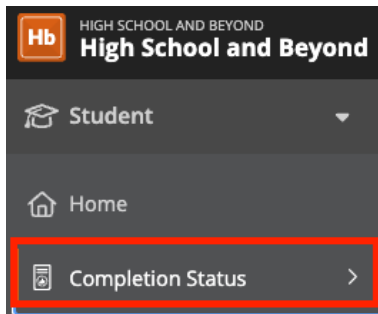 Hb
HIGH SCHOOL AND BEYOND
High School and Beyond
Student
Home
Completion Status